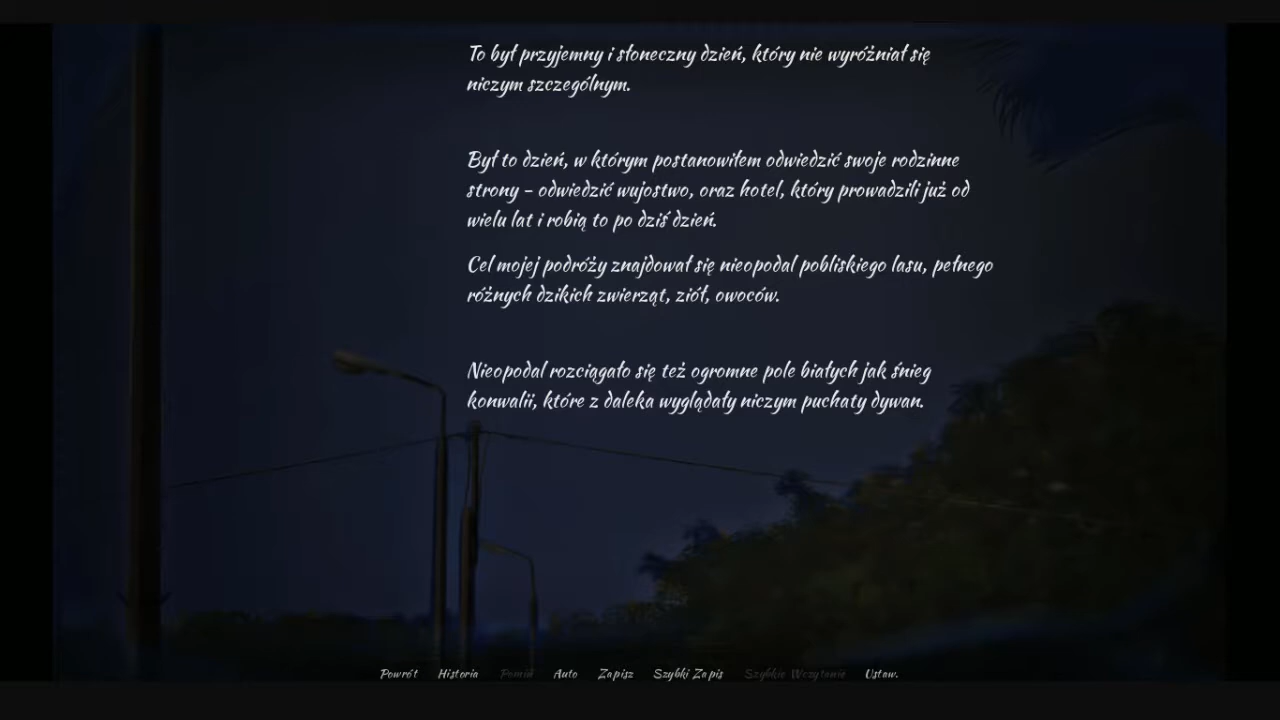 To był przyjemny i słoneczny dzień, który nie wyróżniał się
niczym szczególnym.
Był to dzień, w którym postanowiłem odwiedzić swoje rodzinne
strony – odwiedzić wujostwo, oraz hotel, który prowadzili już od
wielu lat i robią to po dziś dzień.
Cel mojej podróży znajdował się nieopodal pobliskiego lasu, pełnego
różnych dzikich zwierząt, ziół, owoców.
Nieopodal rozciągało się też ogromne pole białych jak śnieg
konwalii, które z daleka wyglądały niczym puchaty dywan.
Powrót Historia Pomiń Auto Zapisz Szybki Zapis Szybkie Wczytanie Ustaw.